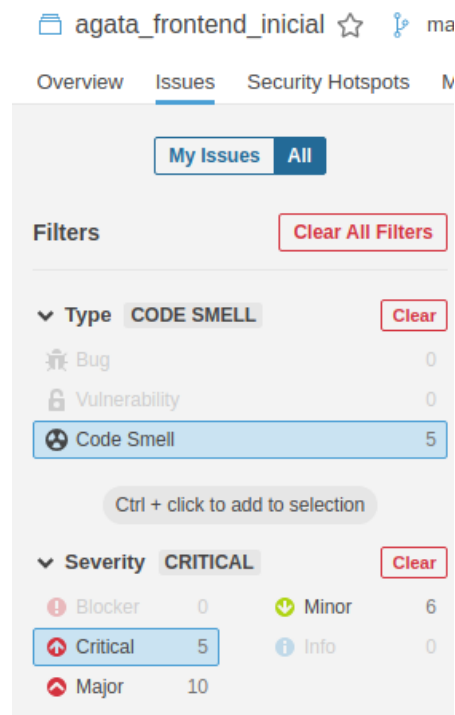 agata_frontend_inicial
Overview Issues Security Hotspots
My Issues All
Filters Clear All Filters
Type CODE SMELL Clear
Bug 0
Vulnerability 0
Code Smell 5
Ctrl + click to add to selection
Severity CRITICAL Clear
Blocker 0 Minor 6
Critical 5 Info 0
Major 10